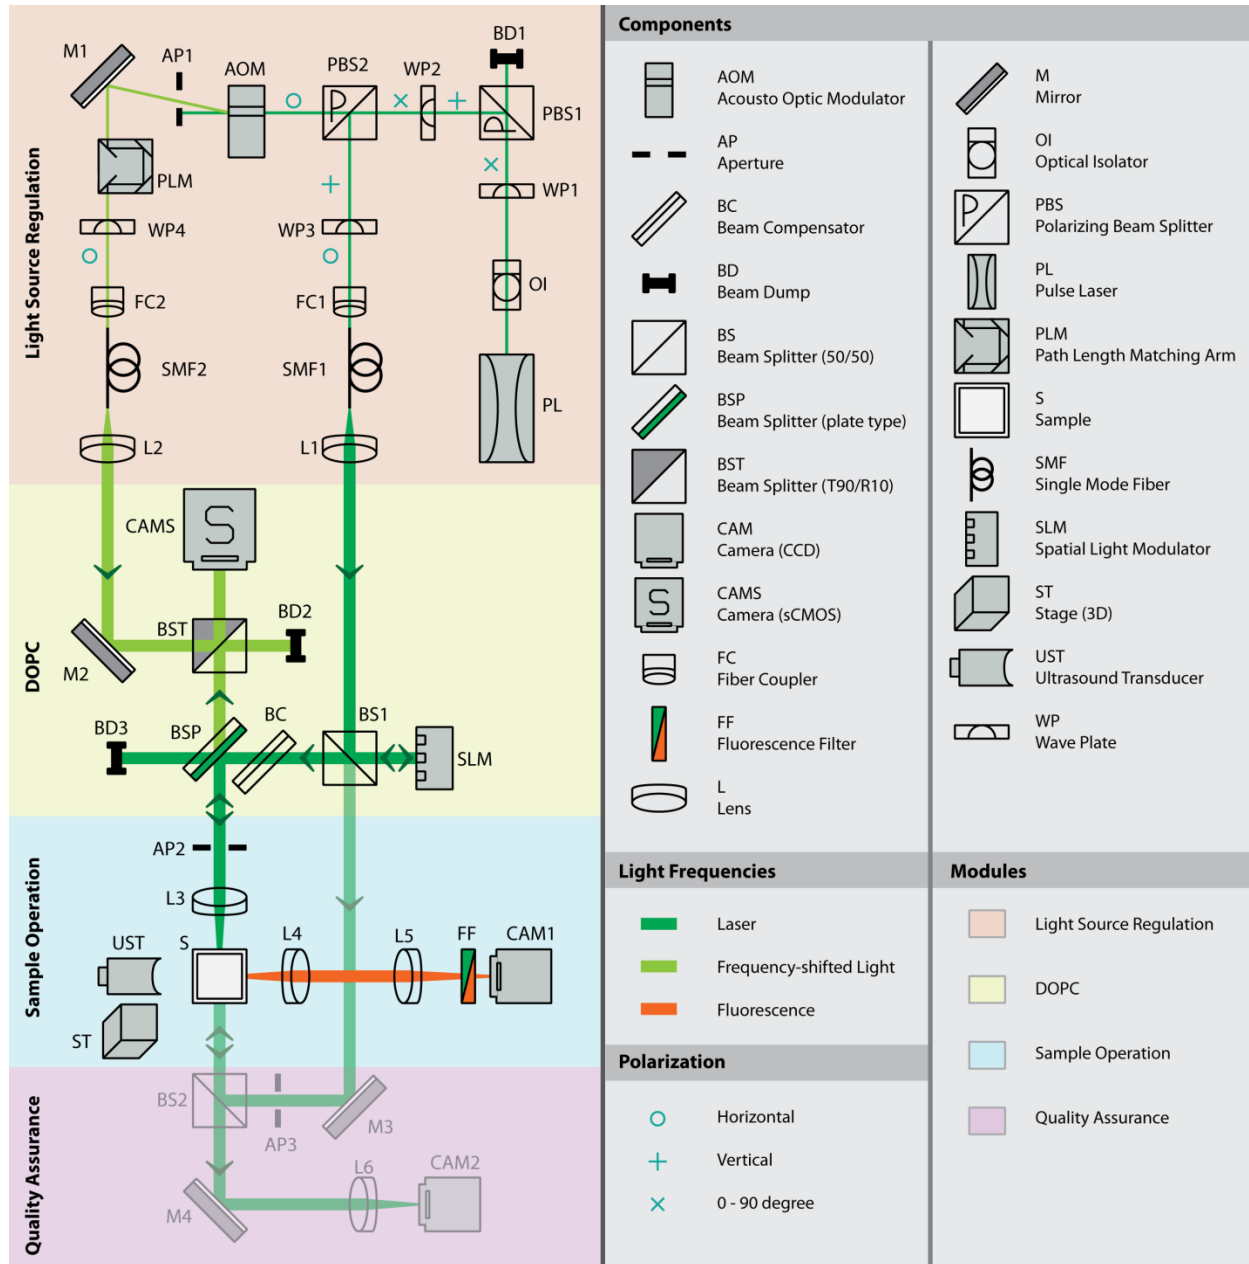 Light Source Regulation
M1
AP1
AOM
PBS2
WP2
BD1
PBS1
PLM
WP1
WP4
WP3
OI
FC2
FC1
SMF2
SMF1
PL
L2
L1
DOPC
CAMS
S
BST
BD2
M2
BD3
BSP
BC
BS1
SLM
Sample Operation
AP2
L3
UST
S
L4
L5
FF
CAM1
ST
Quality Assurance
BS2
AP3
M3
L6
CAM2
M4
P
P
Components
AOM
Acousto Optic Modulator
AP
Aperture
BC
Beam Compensator
BD
Beam Dump
BS
Beam Splitter (50/50)
BSP
Beam Splitter (plate type)
BST
Beam Splitter (T90/R10)
CAM
Camera (CCD)
S
CAMS
Camera (sCMOS)
FC
Fiber Coupler
FF
Fluorescence Filter
L
Lens
M
Mirror
OI
Optical Isolator
P
PBS
Polarizing Beam Splitter
PL
Pulse Laser
PLM
Path Length Matching Arm
S
Sample
SMF
Single Mode Fiber
SLM
Spatial Light Modulator
ST
Stage (3D)
UST
Ultrasound Transducer
WP
Wave Plate
Light Frequencies
Laser
Frequency-shifted Light
Fluorescence
Polarization
Horizontal
Vertical
0 - 90 degree
Modules
Light Source Regulation
DOPC
Sample Operation
Quality Assurance